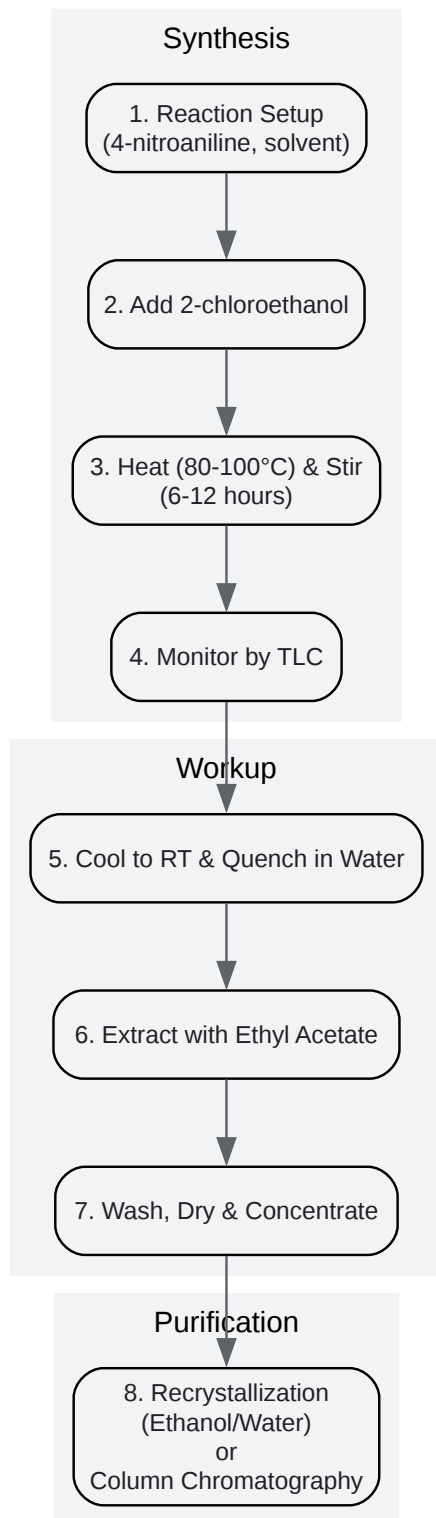 Synthesis
1. Reaction Setup
(4-nitroaniline, solvent)
2. Add 2-chloroethanol
3. Heat (80-100°C) & Stir
(6-12 hours)
4. Monitor by TLC
Workup
5. Cool to RT & Quench in Water
6. Extract with Ethyl Acetate
7. Wash, Dry & Concentrate
Purification
8. Recrystallization
(Ethanol/Water)
or
Column Chromatography